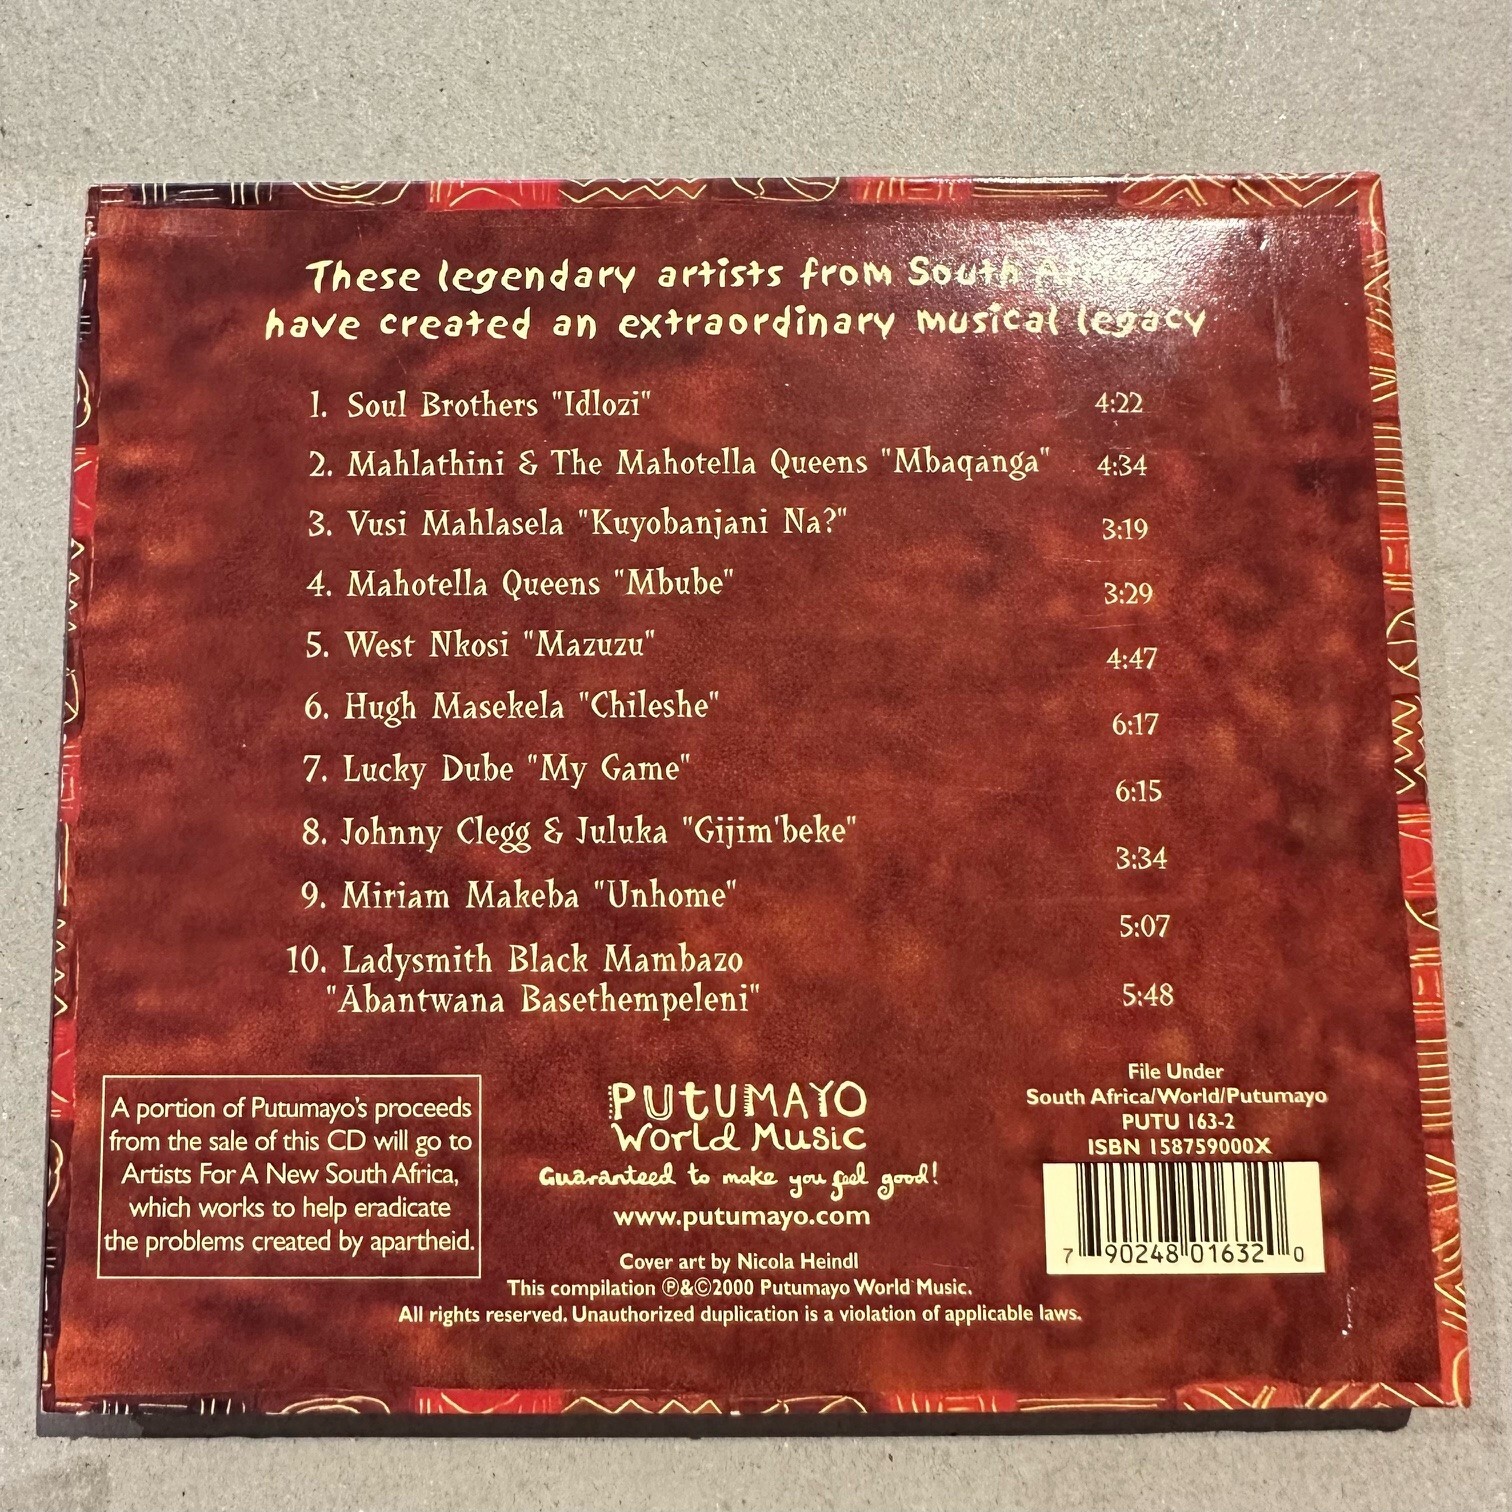 These legendary artists from South Africa
have created an extraordinary musical legacy
1. Soul Brothers "Idlozi" 4:22
2. Mahlathini & The Mahotella Queens "Mbaqanga" 4:34
3. Vusi Mahlasela "Kuyobanjani Na?" 3:19
4. Mahotella Queens "Mbube" 3:29
5. West Nkosi "Mazuzu" 4:47
6. Hugh Masekela "Chileshe" 6:17
7. Lucky Dube "My Game" 6:15
8. Johnny Clegg & Juluka "Gijim'beke" 3:34
9. Miriam Makeba "Unhome" 5:07
10. Ladysmith Black Mambazo
"Abantwana Basethempeleni" 5:48
A portion of Putumayo's proceeds
from the sale of this CD will go to
Artists For A New South Africa,
which works to help eradicate
the problems created by apartheid.
PUTUMAYO
World Music
Guaranteed to make you feel good!
www.putumayo.com
Cover art by Nicola Heindl
This compilation ℗&©2000 Putumayo World Music.
All rights reserved. Unauthorized duplication is a violation of applicable laws.
File Under
South Africa/World/Putumayo
PUTU 163-2
ISBN 158759000X
7 90248 01632 0